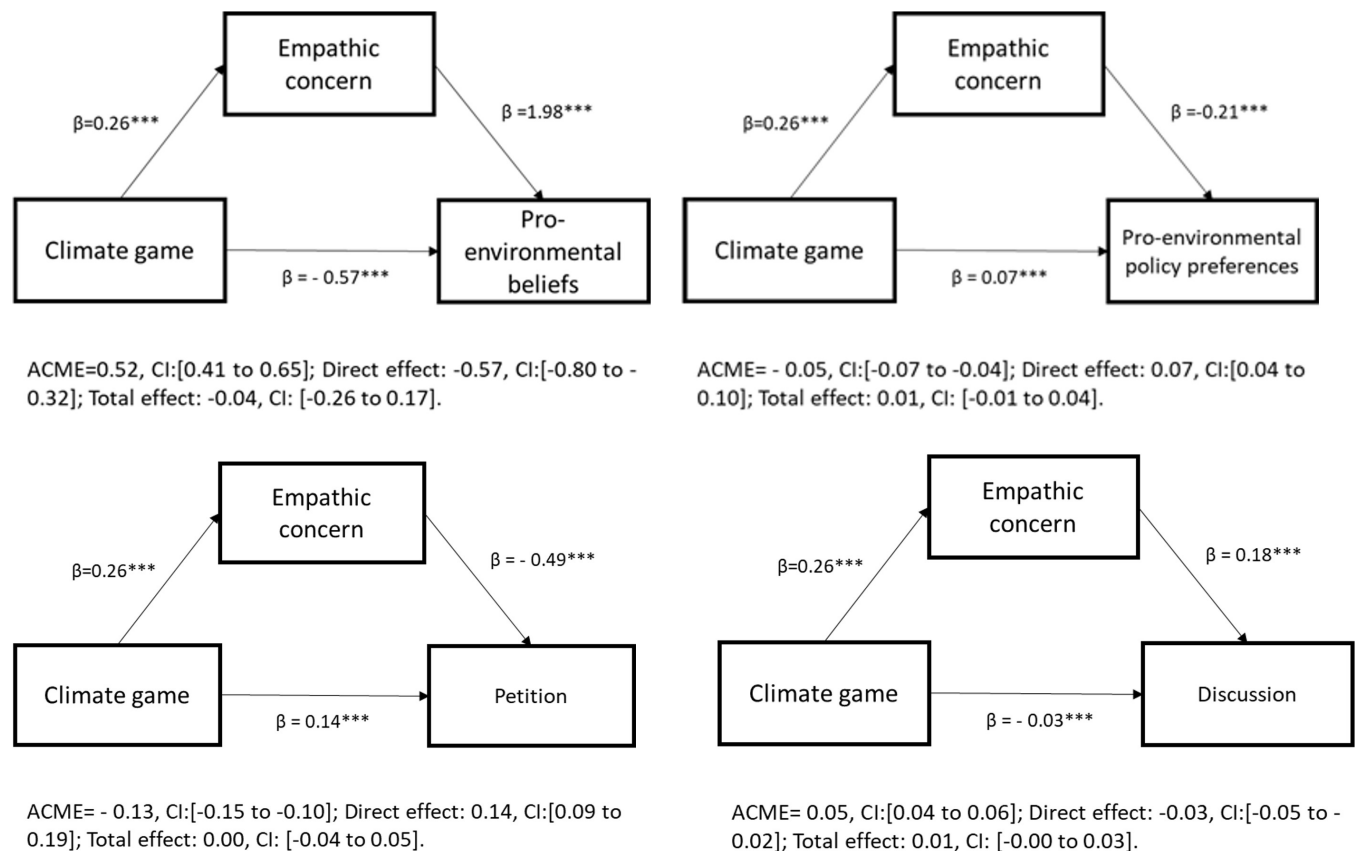 Empathic
concern
β=0.26***
β =1.98***
Climate game
Pro-
environmental
beliefs
β = - 0.57***
ACME=0.52, CI:[0.41 to 0.65]; Direct effect: -0.57, CI:[-0.80 to -
0.32]; Total effect: -0.04, CI: [-0.26 to 0.17].
Empathic
concern
β=0.26***
β =-0.21***
Climate game
Pro-environmental
policy preferences
β = 0.07***
ACME= - 0.05, CI:[-0.07 to -0.04]; Direct effect: 0.07, CI:[0.04 to
0.10]; Total effect: 0.01, CI: [-0.01 to 0.04].
Empathic
concern
β=0.26***
β = - 0.49***
Climate game
Petition
β = 0.14***
ACME= - 0.13, CI:[-0.15 to -0.10]; Direct effect: 0.14, CI:[0.09 to
0.19]; Total effect: 0.00, CI: [-0.04 to 0.05].
Empathic
concern
β=0.26***
β = 0.18***
Climate game
Discussion
β = - 0.03***
ACME= 0.05, CI:[0.04 to 0.06]; Direct effect: -0.03, CI:[-0.05 to -
0.02]; Total effect: 0.01, CI: [-0.00 to 0.03].